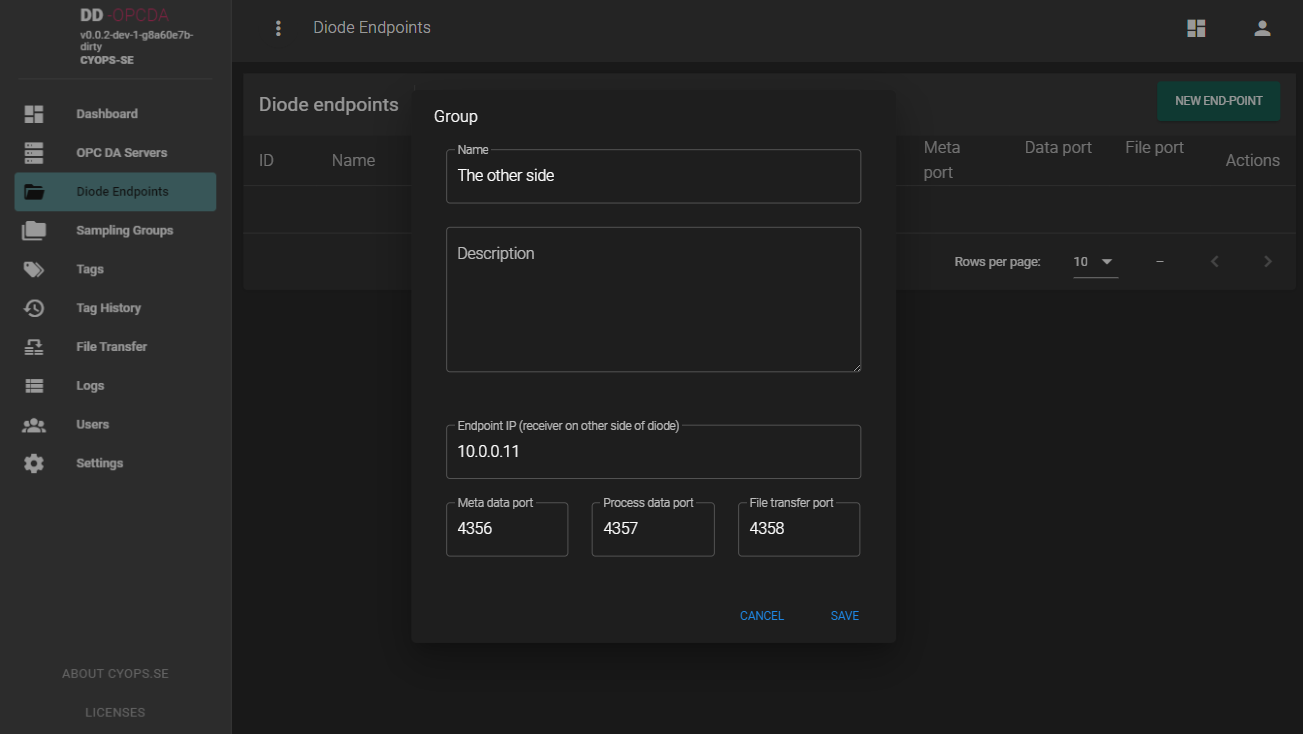 DD -OPCDA
v0.0.2-dev-1-g8a60e7b-
dirty
CYOPS-SE
Dashboard
OPC DA Servers
Diode Endpoints
Sampling Groups
Tags
Tag History
File Transfer
Logs
Users
Settings
ABOUT CYOPS.SE
LICENSES
Diode Endpoints
Diode endpoints
NEW END-POINT
ID
Name
Meta
port
Data port
File port
Actions
Rows per page:
10
–
Group
Name
The other side
Description
Endpoint IP (receiver on other side of diode)
10.0.0.11
Meta data port
4356
Process data port
4357
File transfer port
4358
CANCEL
SAVE